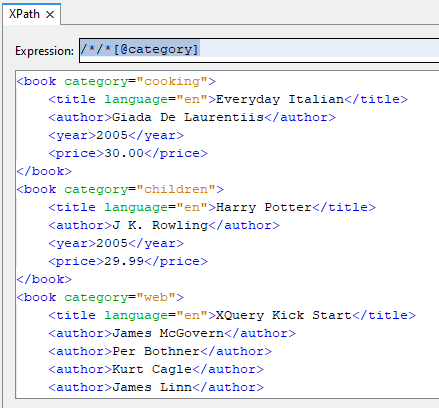 XPath ×
Expression: /*/*[@category]
<book category="cooking">
    <title language="en">Everyday Italian</title>
    <author>Giada De Laurentiis</author>
    <year>2005</year>
    <price>30.00</price>
</book>
<book category="children">
    <title language="en">Harry Potter</title>
    <author>J K. Rowling</author>
    <year>2005</year>
    <price>29.99</price>
</book>
<book category="web">
    <title language="en">XQuery Kick Start</title>
    <author>James McGovern</author>
    <author>Per Bothner</author>
    <author>Kurt Cagle</author>
    <author>James Linn</author>